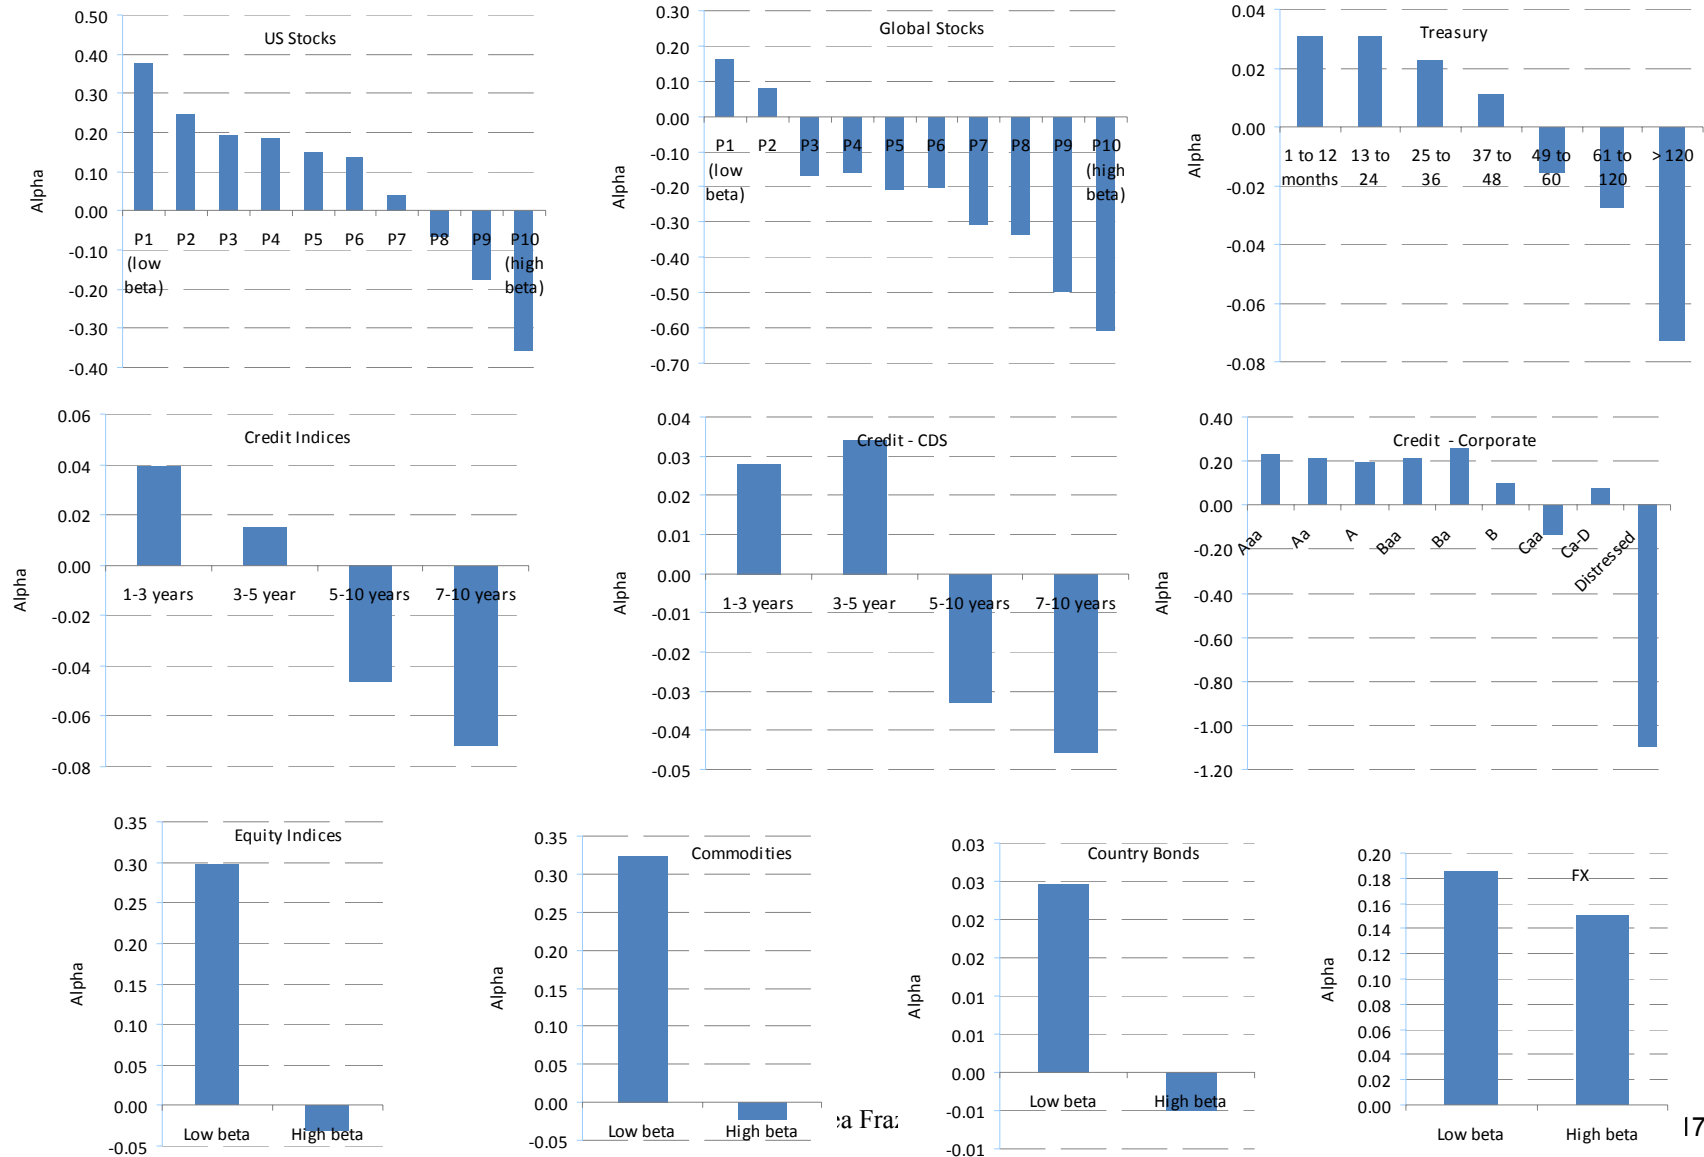 US Stocks
0.50
0.40
0.30
0.20
0.10
0.00
-0.10
-0.20
-0.30
-0.40
Alpha
P1
(low
beta)
P2
P3
P4
P5
P6
P7
P8
P9
P10
(high
beta)
Global Stocks
0.30
0.20
0.10
0.00
-0.10
-0.20
-0.30
-0.40
-0.50
-0.60
-0.70
Alpha
P1
(low
beta)
P2
P3
P4
P5
P6
P7
P8
P9
P10
(high
beta)
Treasury
0.04
0.02
0.00
-0.02
-0.04
-0.06
-0.08
Alpha
1 to 12
months
13 to
24
25 to
36
37 to
48
49 to
60
61 to
120
> 120
Credit Indices
0.06
0.04
0.02
0.00
-0.02
-0.04
-0.06
-0.08
Alpha
1-3 years
3-5 year
5-10 years
7-10 years
Credit - CDS
0.04
0.03
0.02
0.01
0.00
-0.01
-0.02
-0.03
-0.04
-0.05
Alpha
1-3 years
3-5 year
5-10 years
7-10 years
Credit - Corporate
0.40
0.20
0.00
-0.20
-0.40
-0.60
-0.80
-1.00
-1.20
Alpha
Aaa
Aa
A
Baa
Ba
B
Caa
Ca-D
Distressed
Equity Indices
0.35
0.30
0.25
0.20
0.15
0.10
0.05
0.00
-0.05
Alpha
Low beta
High beta
Commodities
0.35
0.30
0.25
0.20
0.15
0.10
0.05
0.00
-0.05
Alpha
Low beta
High beta
Country Bonds
0.03
0.03
0.02
0.02
0.01
0.01
0.00
-0.01
-0.01
Alpha
Low beta
High beta
FX
0.20
0.18
0.16
0.14
0.12
0.10
0.08
0.06
0.04
0.02
0.00
Alpha
Low beta
High beta
17